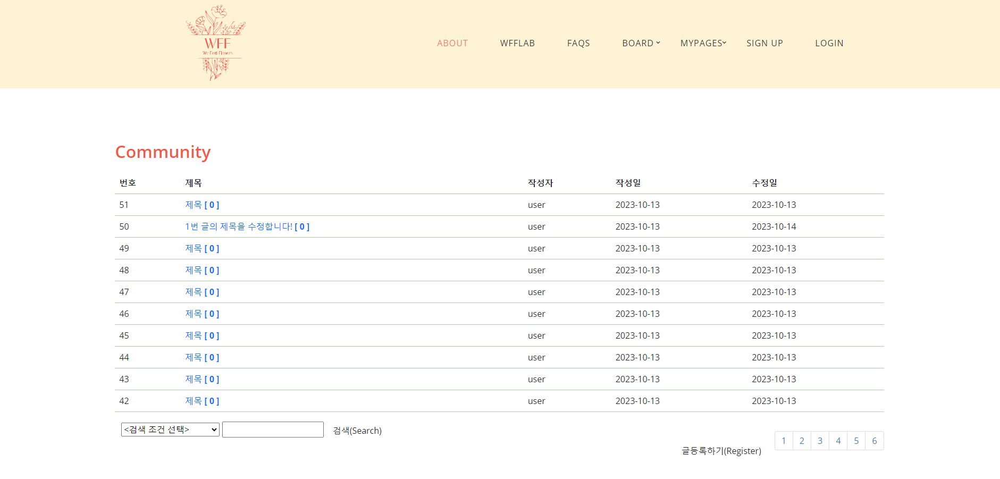 WFF
We Find Flowers
ABOUT WFFLAB FAQS BOARD MYPAGES SIGN UP LOGIN
Community
번호 제목 작성자 작성일 수정일
51 제목 [ 0 ] user 2023-10-13 2023-10-13
50 1번 글의 제목을 수정합니다! [ 0 ] user 2023-10-13 2023-10-14
49 제목 [ 0 ] user 2023-10-13 2023-10-13
48 제목 [ 0 ] user 2023-10-13 2023-10-13
47 제목 [ 0 ] user 2023-10-13 2023-10-13
46 제목 [ 0 ] user 2023-10-13 2023-10-13
45 제목 [ 0 ] user 2023-10-13 2023-10-13
44 제목 [ 0 ] user 2023-10-13 2023-10-13
43 제목 [ 0 ] user 2023-10-13 2023-10-13
42 제목 [ 0 ] user 2023-10-13 2023-10-13
<검색 조건 선택> 검색(Search)
1 2 3 4 5 6
글등록하기(Register)